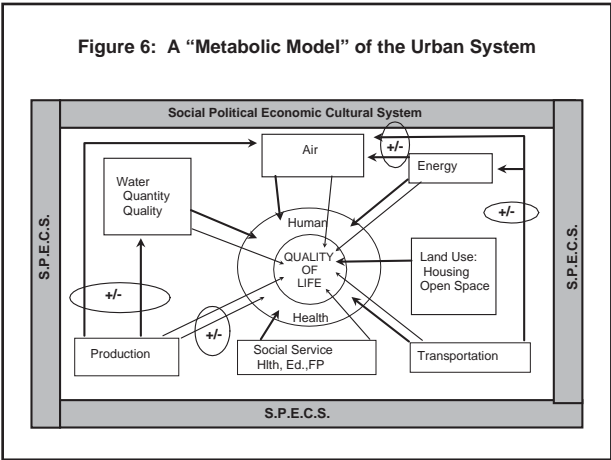 Figure 6: A “Metabolic Model” of the Urban System
Social Political Economic Cultural System
S.P.E.C.S.
Air
+/-
Energy
Water
Quantity
Quality
Human
+/-
QUALITY
OF
LIFE
Land Use:
Housing
Open Space
S.P.E.C.S.
+/-
+/-
Health
Production
Social Service
Hlth, Ed.,FP
Transportation
S.P.E.C.S.